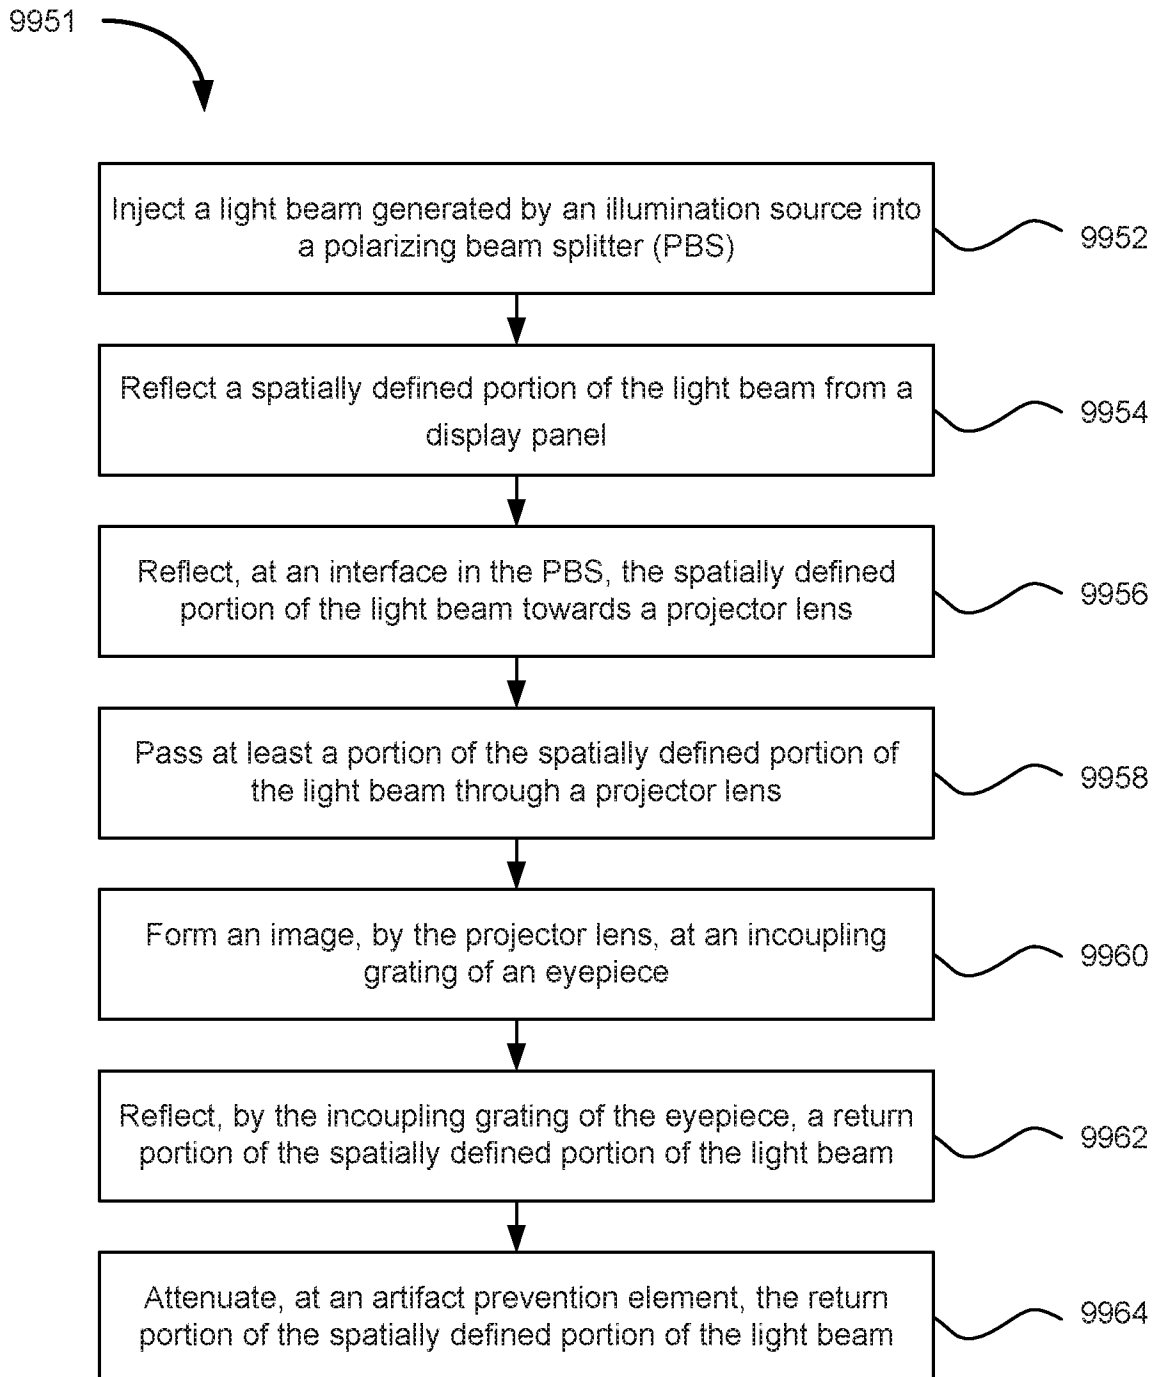 9951
Inject a light beam generated by an illumination source into
a polarizing beam splitter (PBS)
9952
Reflect a spatially defined portion of the light beam from a
display panel
9954
Reflect, at an interface in the PBS, the spatially defined
portion of the light beam towards a projector lens
9956
Pass at least a portion of the spatially defined portion of
the light beam through a projector lens
9958
Form an image, by the projector lens, at an incoupling
grating of an eyepiece
9960
Reflect, by the incoupling grating of the eyepiece, a return
portion of the spatially defined portion of the light beam
9962
Attenuate, at an artifact prevention element, the return
portion of the spatially defined portion of the light beam
9964